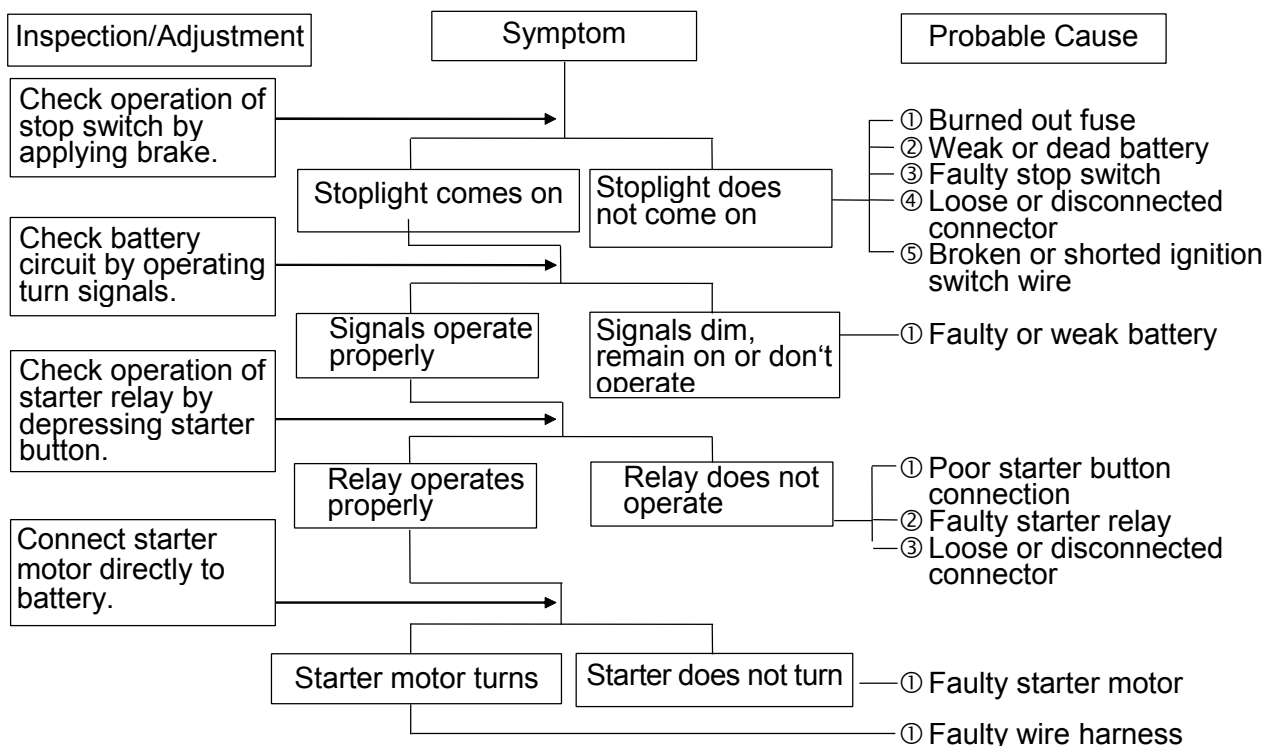 Inspection/Adjustment
Symptom
Probable Cause
Check operation of
stop switch by
applying brake.
Stoplight comes on
Stoplight does
not come on
① Burned out fuse
② Weak or dead battery
③ Faulty stop switch
④ Loose or disconnected
connector
⑤ Broken or shorted ignition
switch wire
Check battery
circuit by operating
turn signals.
Signals operate
properly
Signals dim,
remain on or don‘t
operate
① Faulty or weak battery
Check operation of
starter relay by
depressing starter
button.
Relay operates
properly
Relay does not
operate
① Poor starter button
connection
② Faulty starter relay
③ Loose or disconnected
connector
Connect starter
motor directly to
battery.
Starter motor turns
Starter does not turn
① Faulty starter motor
① Faulty wire harness